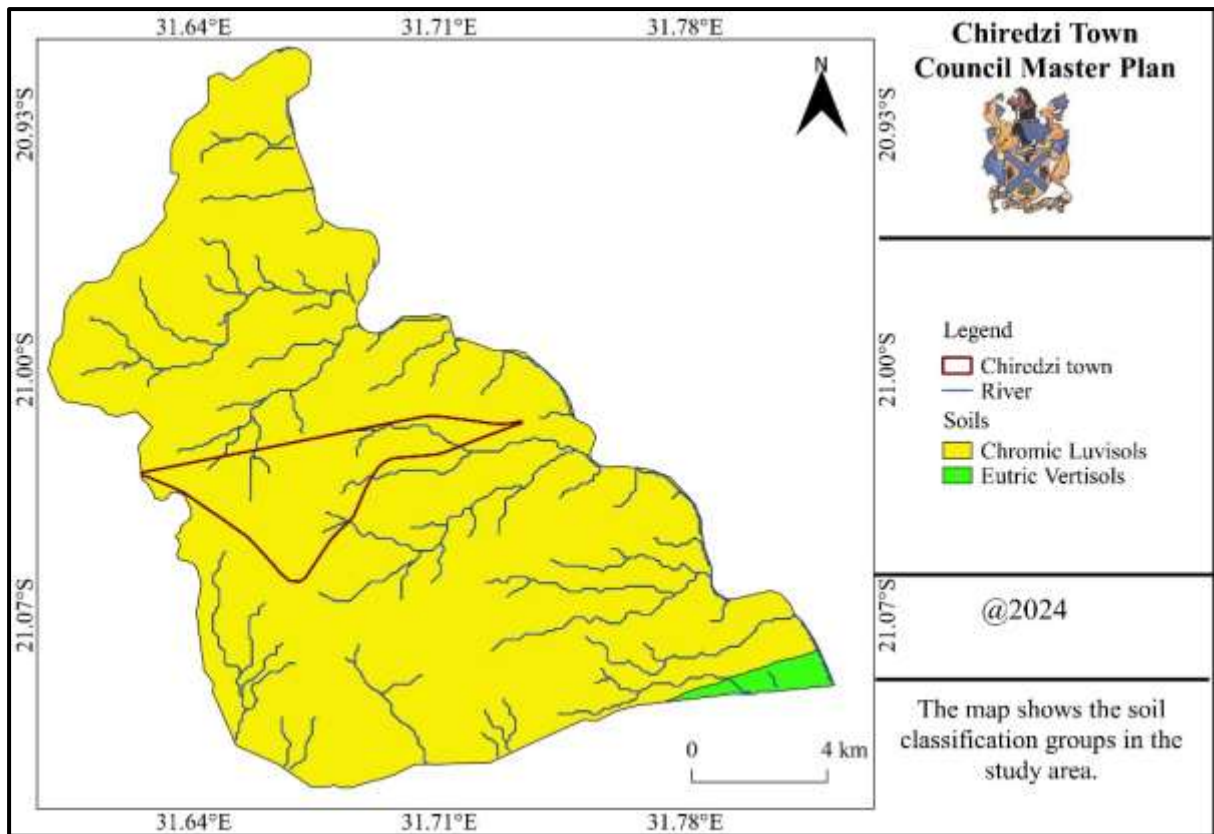 31.64°E 31.71°E 31.78°E
Chiredzi Town
Council Master Plan
N
20.93°S
20.93°S
21.00°S
21.00°S
21.07°S
21.07°S
Legend
Chiredzi town
River
Soils
Chromic Luvisols
Eutric Vertisols
@2024
0 4 km
The map shows the soil
classification groups in the
study area.
31.64°E 31.71°E 31.78°E